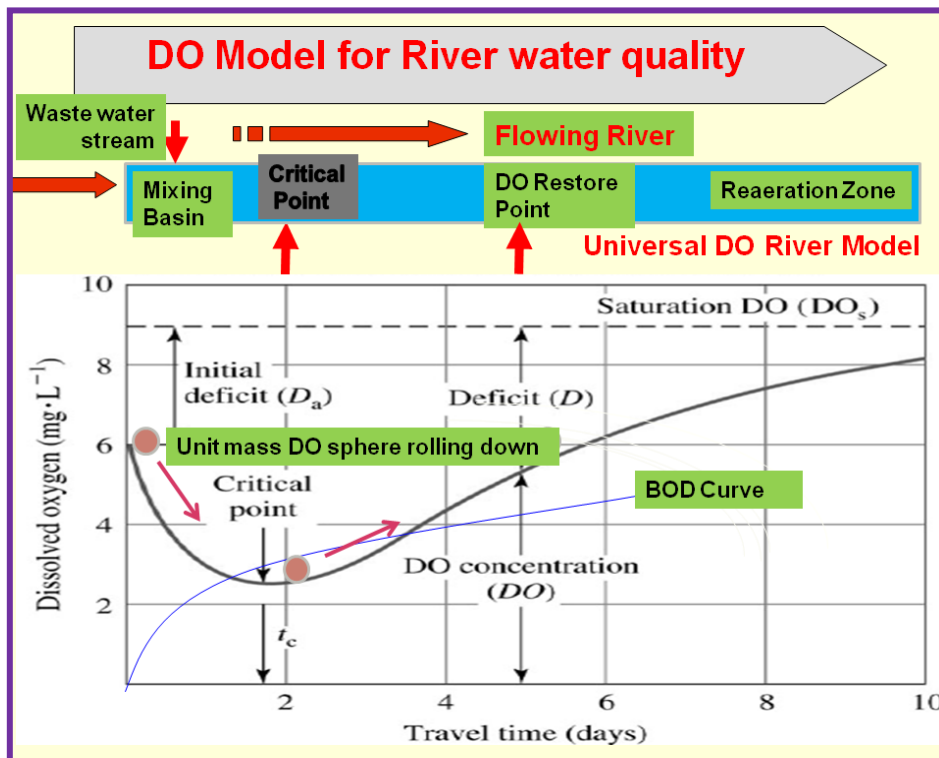 DO Model for River water quality
Waste water
stream
Flowing River
Mixing
Basin
Critical
Point
DO Restore
Point
Reaeration Zone
Universal DO River Model
10
8
6
4
2
Dissolved oxygen (mg·L⁻¹)
Saturation DO (DOₛ)
Initial
deficit (Dₐ)
Deficit (D)
Unit mass DO sphere rolling down
Critical
point
BOD Curve
DO concentration
(DO)
t_c
2
4
6
8
10
Travel time (days)